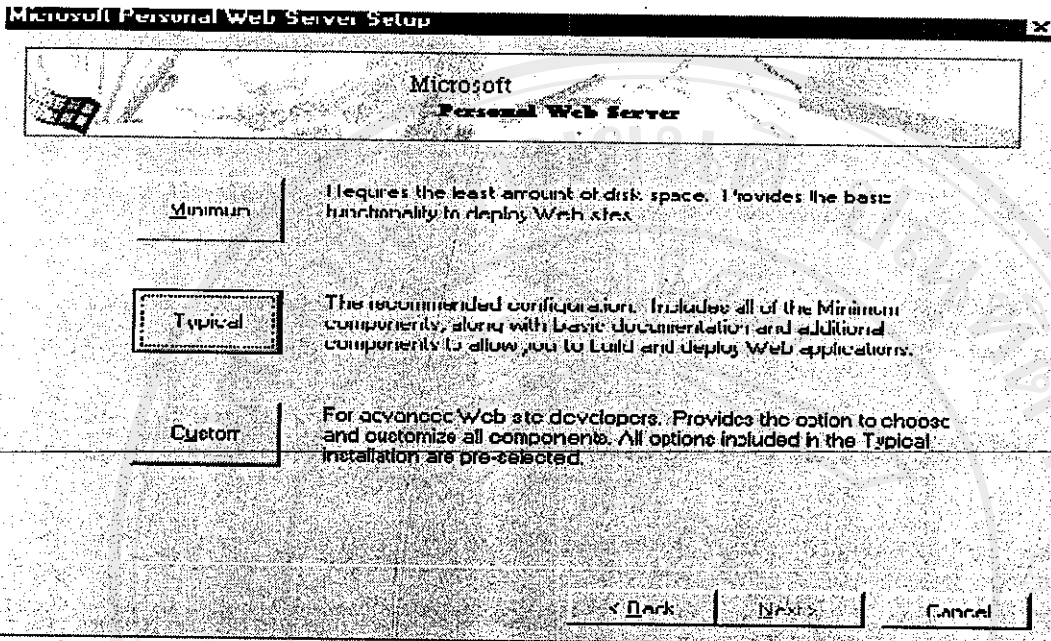 Microsoft Personal Web Server Setup
Microsoft
Personal Web Server
Minimum
Requires the least amount of disk space. Provides the basic
functionality to deploy Web sites
Typical
The recommended configuration. Includes all of the Minimum
components, along with basic documentation and additional
components to allow you to build and deploy Web applications.
Custom
For advanced Web site developers. Provides the option to choose
and customize all components. All options included in the Typical
installation are pre-selected.
< Back
Next >
Cancel